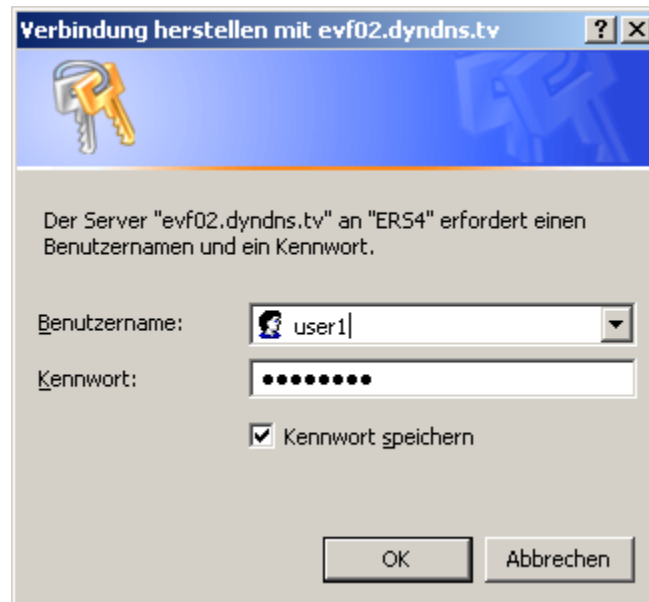 Verbindung herstellen mit evf02.dyndns.tv
Der Server "evf02.dyndns.tv" an "ERS4" erfordert einen
Benutzernamen und ein Kennwort.
Benutzername: user1
Kennwort: ●●●●●●●●
Kennwort speichern
OK Abbrechen